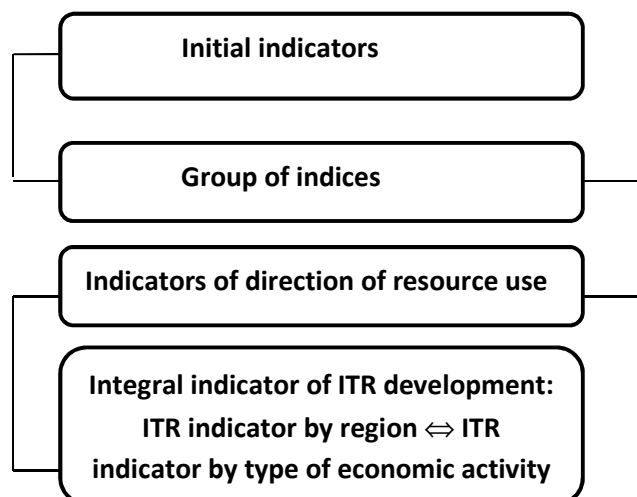 Initial indicators
Group of indices
Indicators of direction of resource use
Integral indicator of ITR development:
ITR indicator by region ⇔ ITR
indicator by type of economic activity